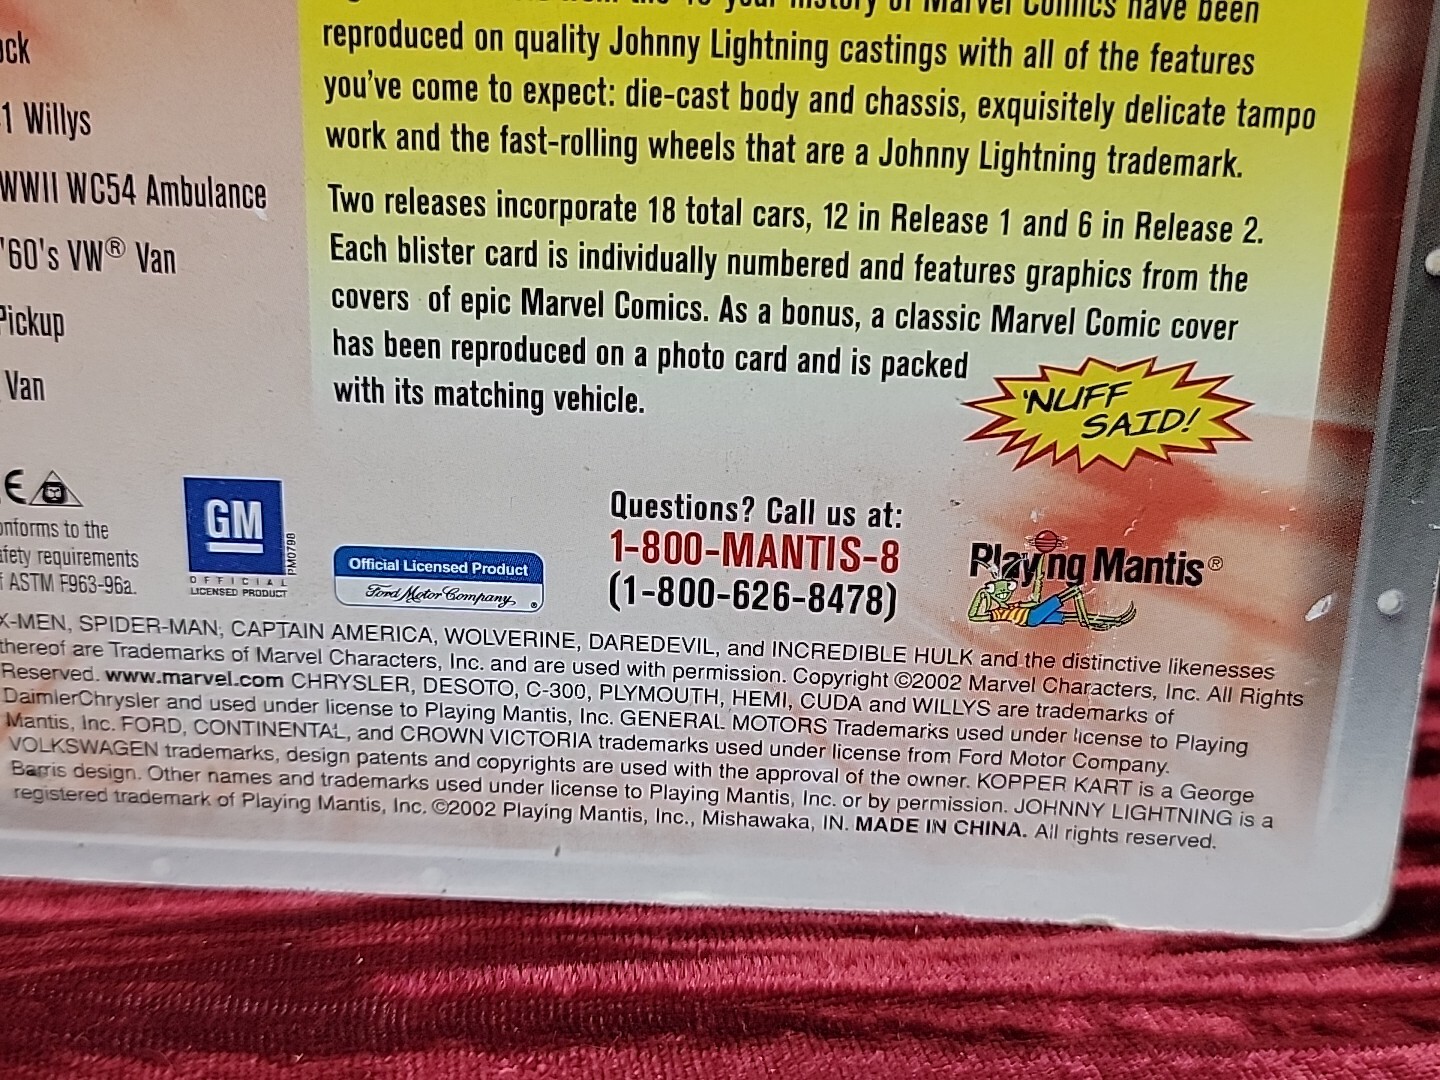 history of Marvel Comics have been
reproduced on quality Johnny Lightning castings with all of the features
you've come to expect: die-cast body and chassis, exquisitely delicate tampo
work and the fast-rolling wheels that are a Johnny Lightning trademark.
Two releases incorporate 18 total cars, 12 in Release 1 and 6 in Release 2.
Each blister card is individually numbered and features graphics from the
covers of epic Marvel Comics. As a bonus, a classic Marvel Comic cover
has been reproduced on a photo card and is packed
with its matching vehicle.
'NUFF
SAID!
1 Willys
WWII WC54 Ambulance
'60's VW® Van
Pickup
Van
CE
to the
requirements
ASTM F963-96a.
GM
OFFICIAL
LICENSED PRODUCT
Official Licensed Product
Ford Motor Company ®
Questions? Call us at:
1-800-MANTIS-8
(1-800-626-8478)
Playing Mantis®
X-MEN, SPIDER-MAN, CAPTAIN AMERICA, WOLVERINE, DAREDEVIL, and INCREDIBLE HULK and the distinctive likenesses
thereof are Trademarks of Marvel Characters, Inc. and are used with permission. Copyright ©2002 Marvel Characters, Inc. All Rights
Reserved. www.marvel.com CHRYSLER, DESOTO, C-300, PLYMOUTH, HEMI, CUDA and WILLYS are trademarks of
DaimlerChrysler and used under license to Playing Mantis, Inc. GENERAL MOTORS Trademarks used under license to Playing
Mantis, Inc. FORD, CONTINENTAL, and CROWN VICTORIA trademarks used under license from Ford Motor Company.
VOLKSWAGEN trademarks, design patents and copyrights are used with the approval of the owner. KOPPER KART is a George
Barris design. Other names and trademarks used under license to Playing Mantis, Inc. or by permission. JOHNNY LIGHTNING is a
registered trademark of Playing Mantis, Inc. ©2002 Playing Mantis, Inc., Mishawaka, IN. MADE IN CHINA. All rights reserved.